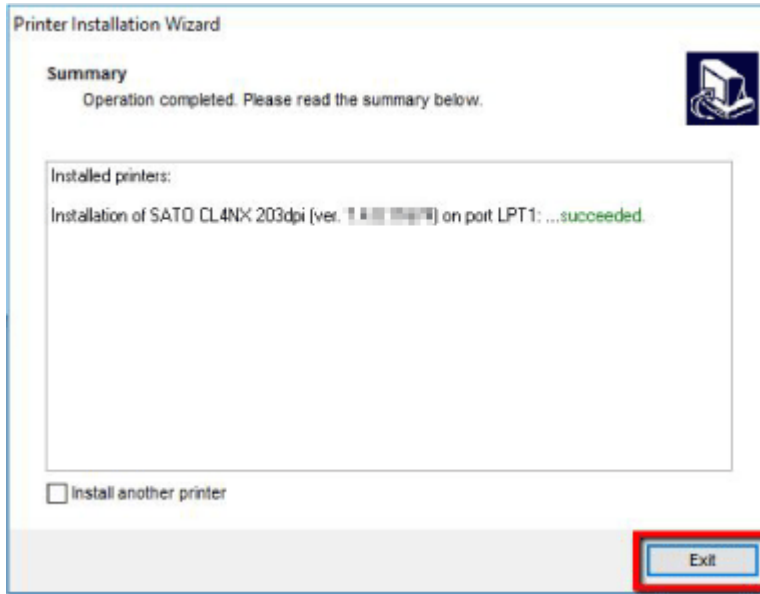 Printer Installation Wizard
Summary
Operation completed. Please read the summary below.
Installed printers:
Installation of SATO CL4NX 203dpi (ver. ) on port LPT1: ...succeeded.
Install another printer
Exit